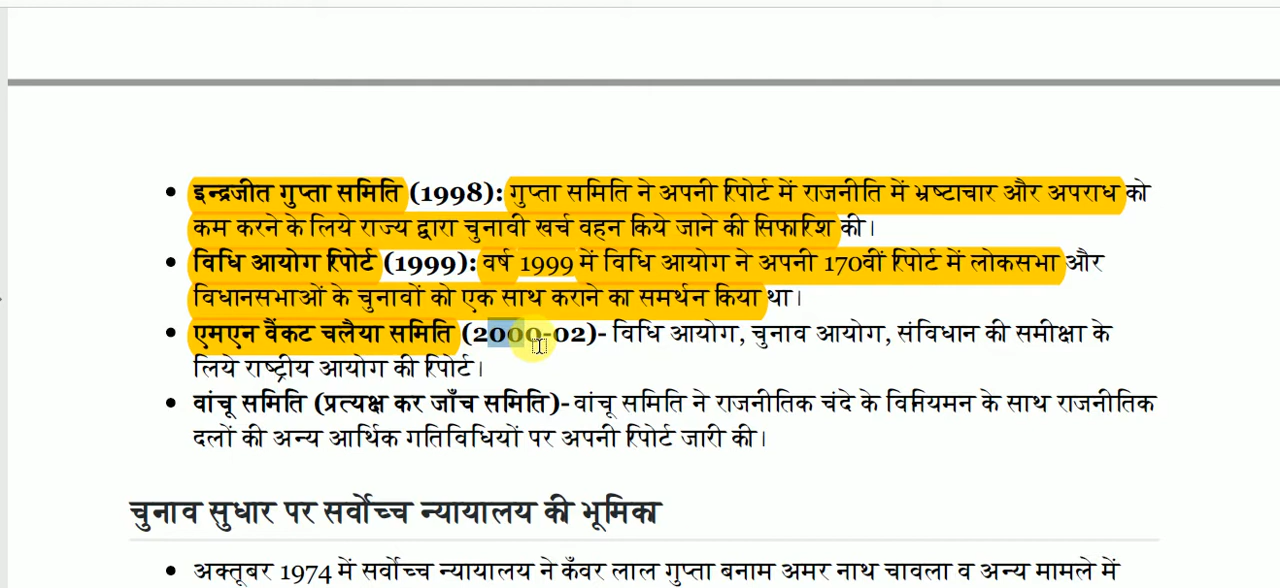 इन्द्रजीत गुप्ता समिति (1998): गुप्ता समिति ने अपनी रिपोर्ट में राजनीति में भ्रष्टाचार और अपराध को
कम करने के लिये राज्य द्वारा चुनावी खर्च वहन किये जाने की सिफारिश की।
विधि आयोग रिपोर्ट (1999): वर्ष 1999 में विधि आयोग ने अपनी 170वीं रिपोर्ट में लोकसभा और
विधानसभाओं के चुनावों को एक साथ कराने का समर्थन किया था।
एमएन वैंकट चलैया समिति (2000-02)- विधि आयोग, चुनाव आयोग, संविधान की समीक्षा के
लिये राष्ट्रीय आयोग की रिपोर्ट।
वांचू समिति (प्रत्यक्ष कर जाँच समिति)- वांचू समिति ने राजनीतिक चंदे के विनियमन के साथ राजनीतिक
दलों की अन्य आर्थिक गतिविधियों पर अपनी रिपोर्ट जारी की।
चुनाव सुधार पर सर्वोच्च न्यायालय की भूमिका
अक्तूबर 1974 में सर्वोच्च न्यायालय ने कँवर लाल गुप्ता बनाम अमर नाथ चावला व अन्य मामले में